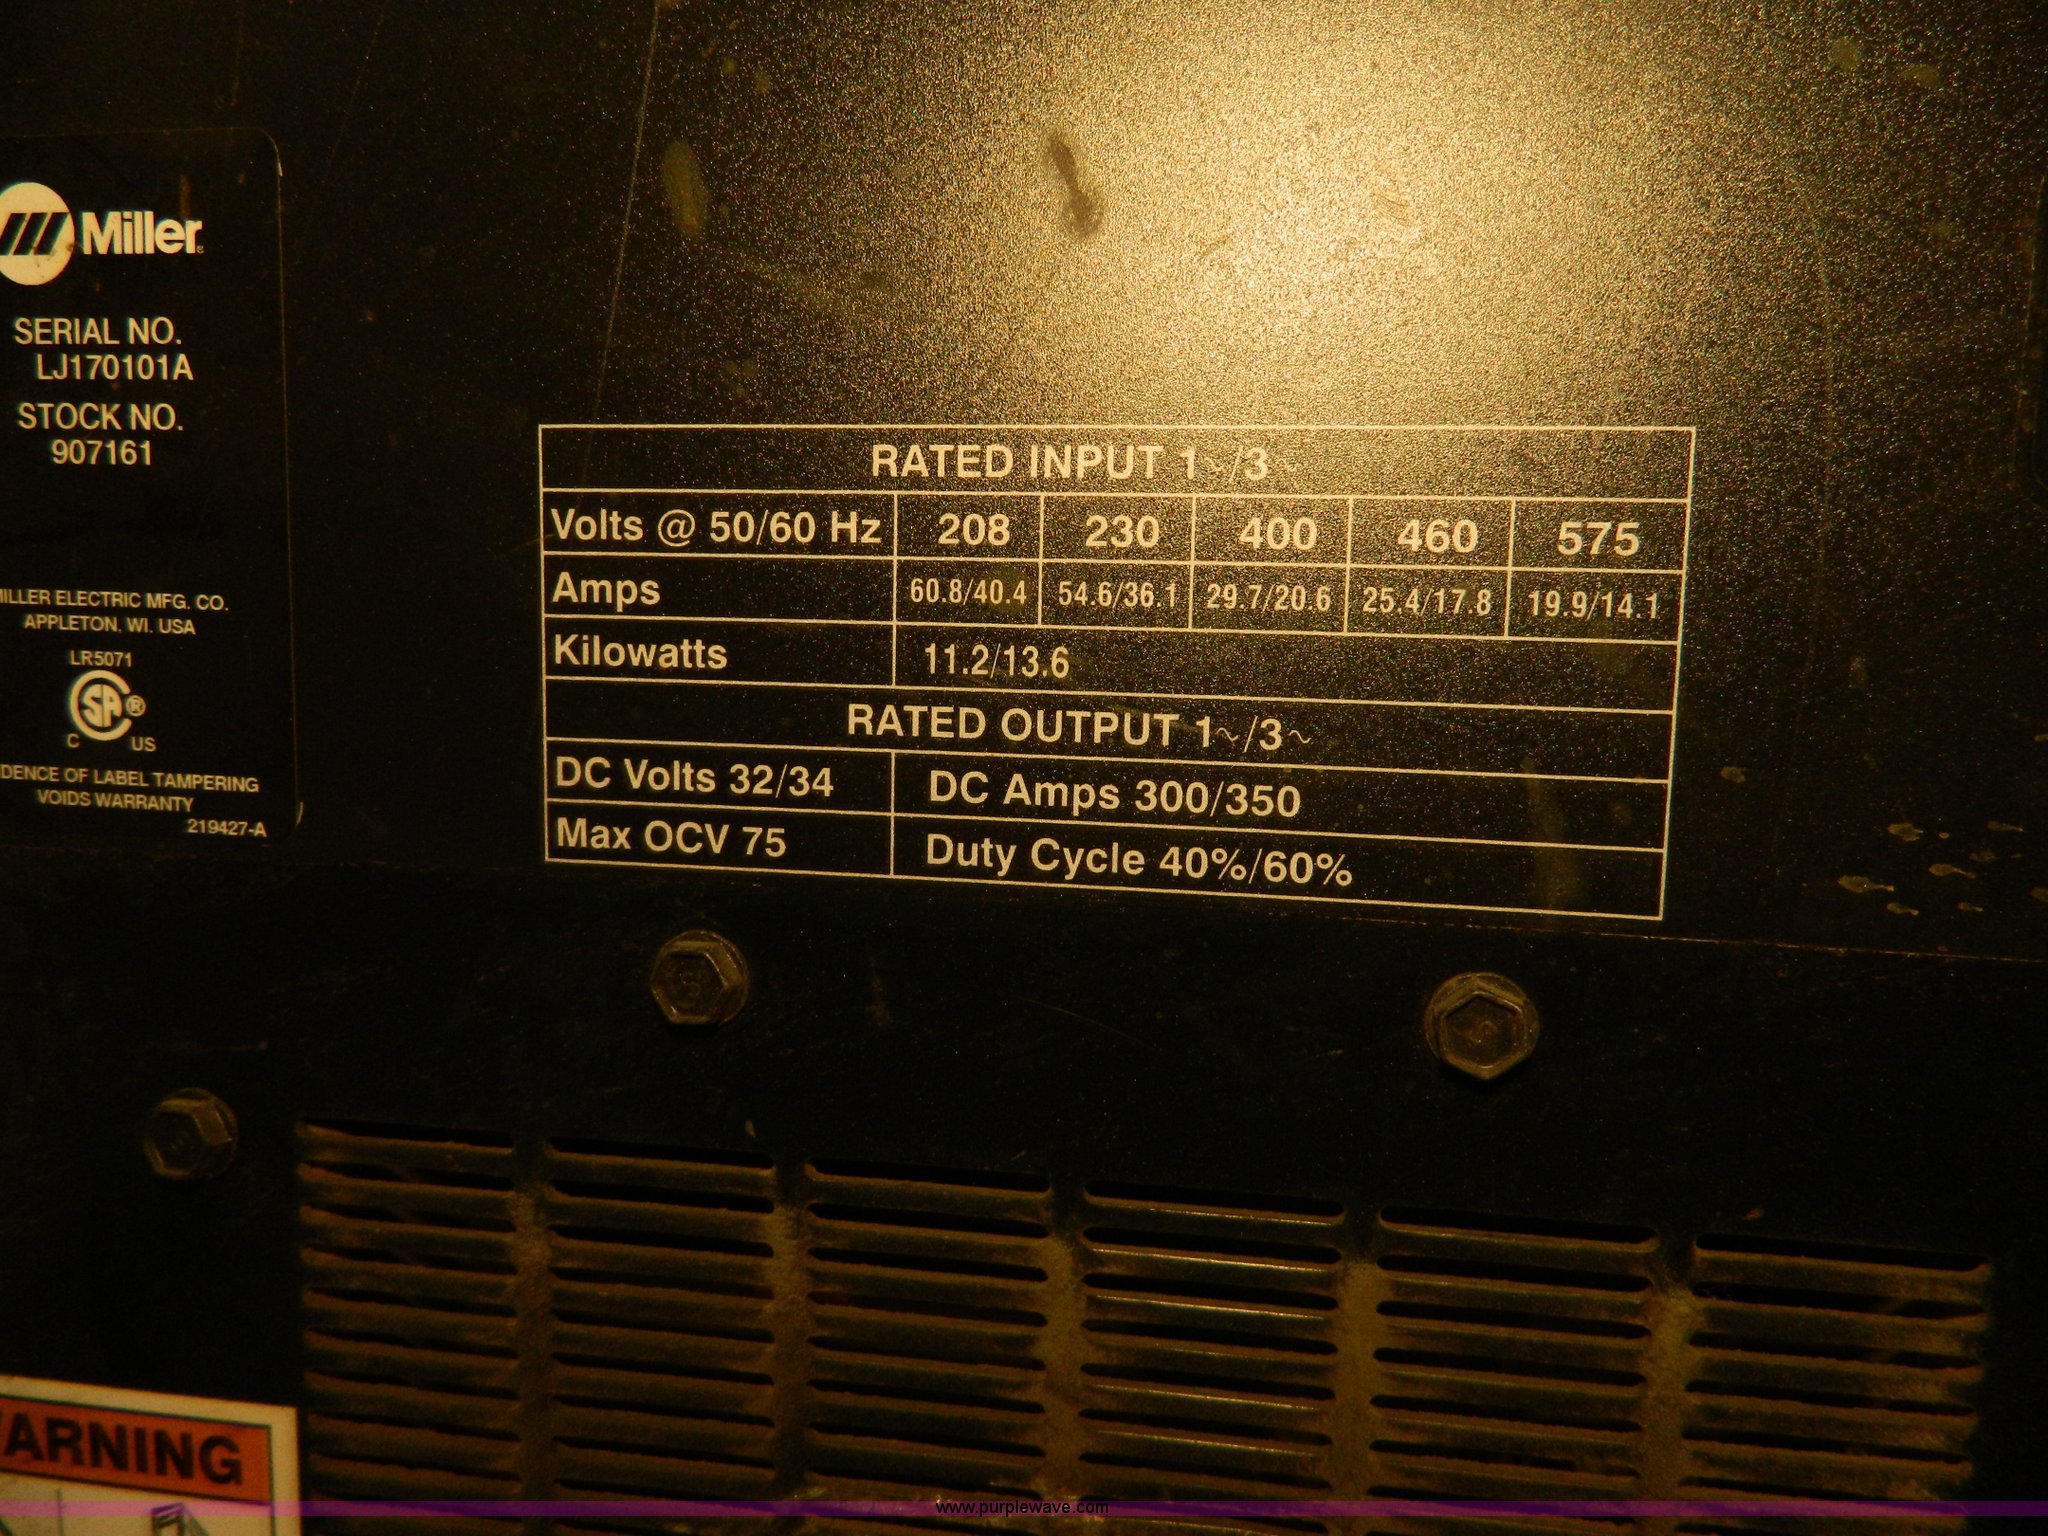 Miller
SERIAL NO.
LJ170101A
STOCK NO.
907161
ELECTRIC MFG. CO.
APPLETON, WI. USA
LR5071
SA ®
C US
OF LABEL TAMPERING
VOIDS WARRANTY
219427-A
RATED INPUT 1~/3~
Volts @ 50/60 Hz 208 230 400 460 575
Amps 60.8/40.4 54.6/36.1 29.7/20.6 25.4/17.8 19.9/14.1
Kilowatts 11.2/13.6
RATED OUTPUT 1~/3~
DC Volts 32/34 DC Amps 300/350
Max OCV 75 Duty Cycle 40%/60%
ARNING
www.purplewave.com